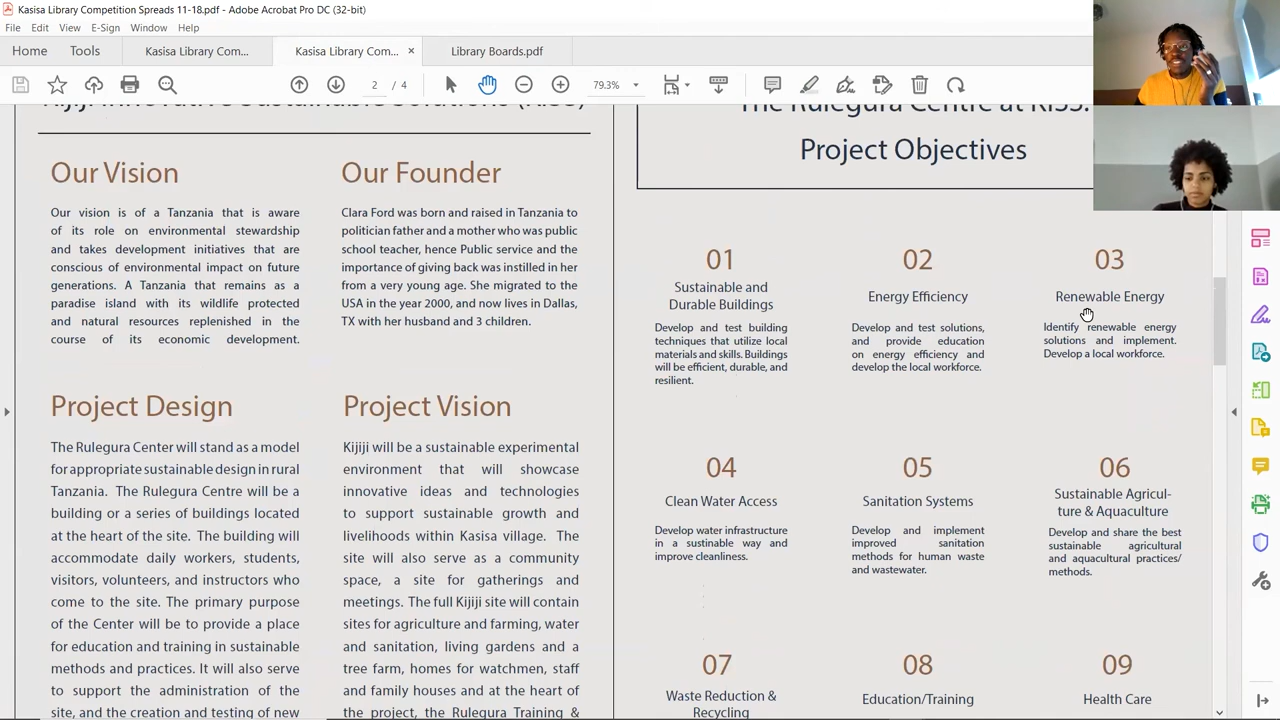 Kasisa Library Competition Spreads 11-18.pdf - Adobe Acrobat Pro DC (32-bit)
File Edit View E-Sign Window Help
Home Tools Kasisa Library Com... Kasisa Library Com... × Library Boards.pdf
2 / 4 79.3%
Kijiji Innovative Sustainable Solutions (KISS)
Our Vision
Our vision is of a Tanzania that is aware
of its role on environmental stewardship
and takes development initiatives that are
conscious of environmental impact on future
generations. A Tanzania that remains as a
paradise island with its wildlife protected
and natural resources replenished in the
course of its economic development.
Our Founder
Clara Ford was born and raised in Tanzania to
politician father and a mother who was public
school teacher, hence Public service and the
importance of giving back was instilled in her
from a very young age. She migrated to the
USA in the year 2000, and now lives in Dallas,
TX with her husband and 3 children.
Project Design
The Rulegura Center will stand as a model
for appropriate sustainable design in rural
Tanzania. The Rulegura Centre will be a
building or a series of buildings located
at the heart of the site. The building will
accommodate daily workers, students,
visitors, volunteers, and instructors who
come to the site. The primary purpose
of the Center will be to provide a place
for education and training in sustainable
methods and practices. It will also serve
to support the administration of the
site, and the creation and testing of new
Project Vision
Kijiji will be a sustainable experimental
environment that will showcase
innovative ideas and technologies
to support sustainable growth and
livelihoods within Kasisa village. The
site will also serve as a community
space, a site for gatherings and
meetings. The full Kijiji site will contain
sites for agriculture and farming, water
and sanitation, living gardens and a
tree farm, homes for watchmen, staff
and family houses and at the heart of
the project, the Rulegura Training &
The Rulegura Centre at KISS:
Project Objectives
01
Sustainable and
Durable Buildings
Develop and test building
techniques that utilize local
materials and skills. Buildings
will be efficient, durable, and
resilient.
02
Energy Efficiency
Develop and test solutions,
and provide education
on energy efficiency and
develop the local workforce.
03
Renewable Energy
Identify renewable energy
solutions and implement.
Develop a local workforce.
04
Clean Water Access
Develop water infrastructure
in a sustinable way and
improve cleanliness.
05
Sanitation Systems
Develop and implement
improved sanitation
methods for human waste
and wastewater.
06
Sustainable Agricul-
ture & Aquaculture
Develop and share the best
sustainable agricultural
and aquacultural practices/
methods.
07
Waste Reduction &
Recycling
08
Education/Training
09
Health Care